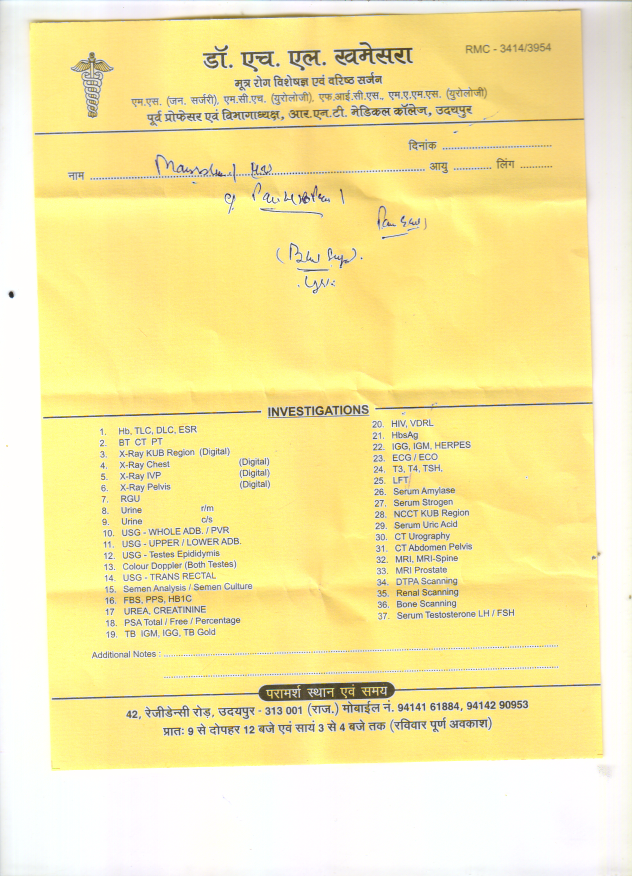 RMC - 3414/3954
डॉ. एच. एल. खमेसरा
मूत्र रोग विशेषज्ञ एवं वरिष्ठ सर्जन
एम.एस. (जन. सर्जरी), एम.सी.एच. (युरोलोजी), एफ.आई.सी.एस., एम.ए.एम.एस. (युरोलोजी)
पूर्व प्रोफेसर एवं विभागाध्यक्ष, आर.एन.टी. मेडिकल कॉलेज, उदयपुर
दिनांक
नाम आयु लिंग
INVESTIGATIONS
1. Hb, TLC, DLC, ESR
2. BT CT PT
3. X-Ray KUB Region (Digital)
4. X-Ray Chest (Digital)
5. X-Ray IVP (Digital)
6. X-Ray Pelvis (Digital)
7. RGU
8. Urine r/m
9. Urine c/s
10. USG - WHOLE ADB. / PVR
11. USG - UPPER / LOWER ADB.
12. USG - Testes Epididymis
13. Colour Doppler (Both Testes)
14. USG - TRANS RECTAL
15. Semen Analysis / Semen Culture
16. FBS, PPS, HB1C
17 UREA, CREATININE
18. PSA Total / Free / Percentage
19. TB IGM, IGG, TB Gold
20. HIV, VDRL
21. HbsAg
22. IGG, IGM, HERPES
23. ECG / ECO
24. T3, T4, TSH,
25. LFT
26. Serum Amylase
27. Serum Strogen
28. NCCT KUB Region
29. Serum Uric Acid
30. CT Urography
31. CT Abdomen Pelvis
32. MRI, MRI-Spine
33. MRI Prostate
34. DTPA Scanning
35. Renal Scanning
36. Bone Scanning
37. Serum Testosterone LH / FSH
Additional Notes :
परामर्श स्थान एवं समय
42, रेजीडेन्सी रोड़, उदयपुर - 313 001 (राज.) मोबाईल नं. 94141 61884, 94142 90953
प्रातः 9 से दोपहर 12 बजे एवं सायं 3 से 4 बजे तक (रविवार पूर्ण अवकाश)